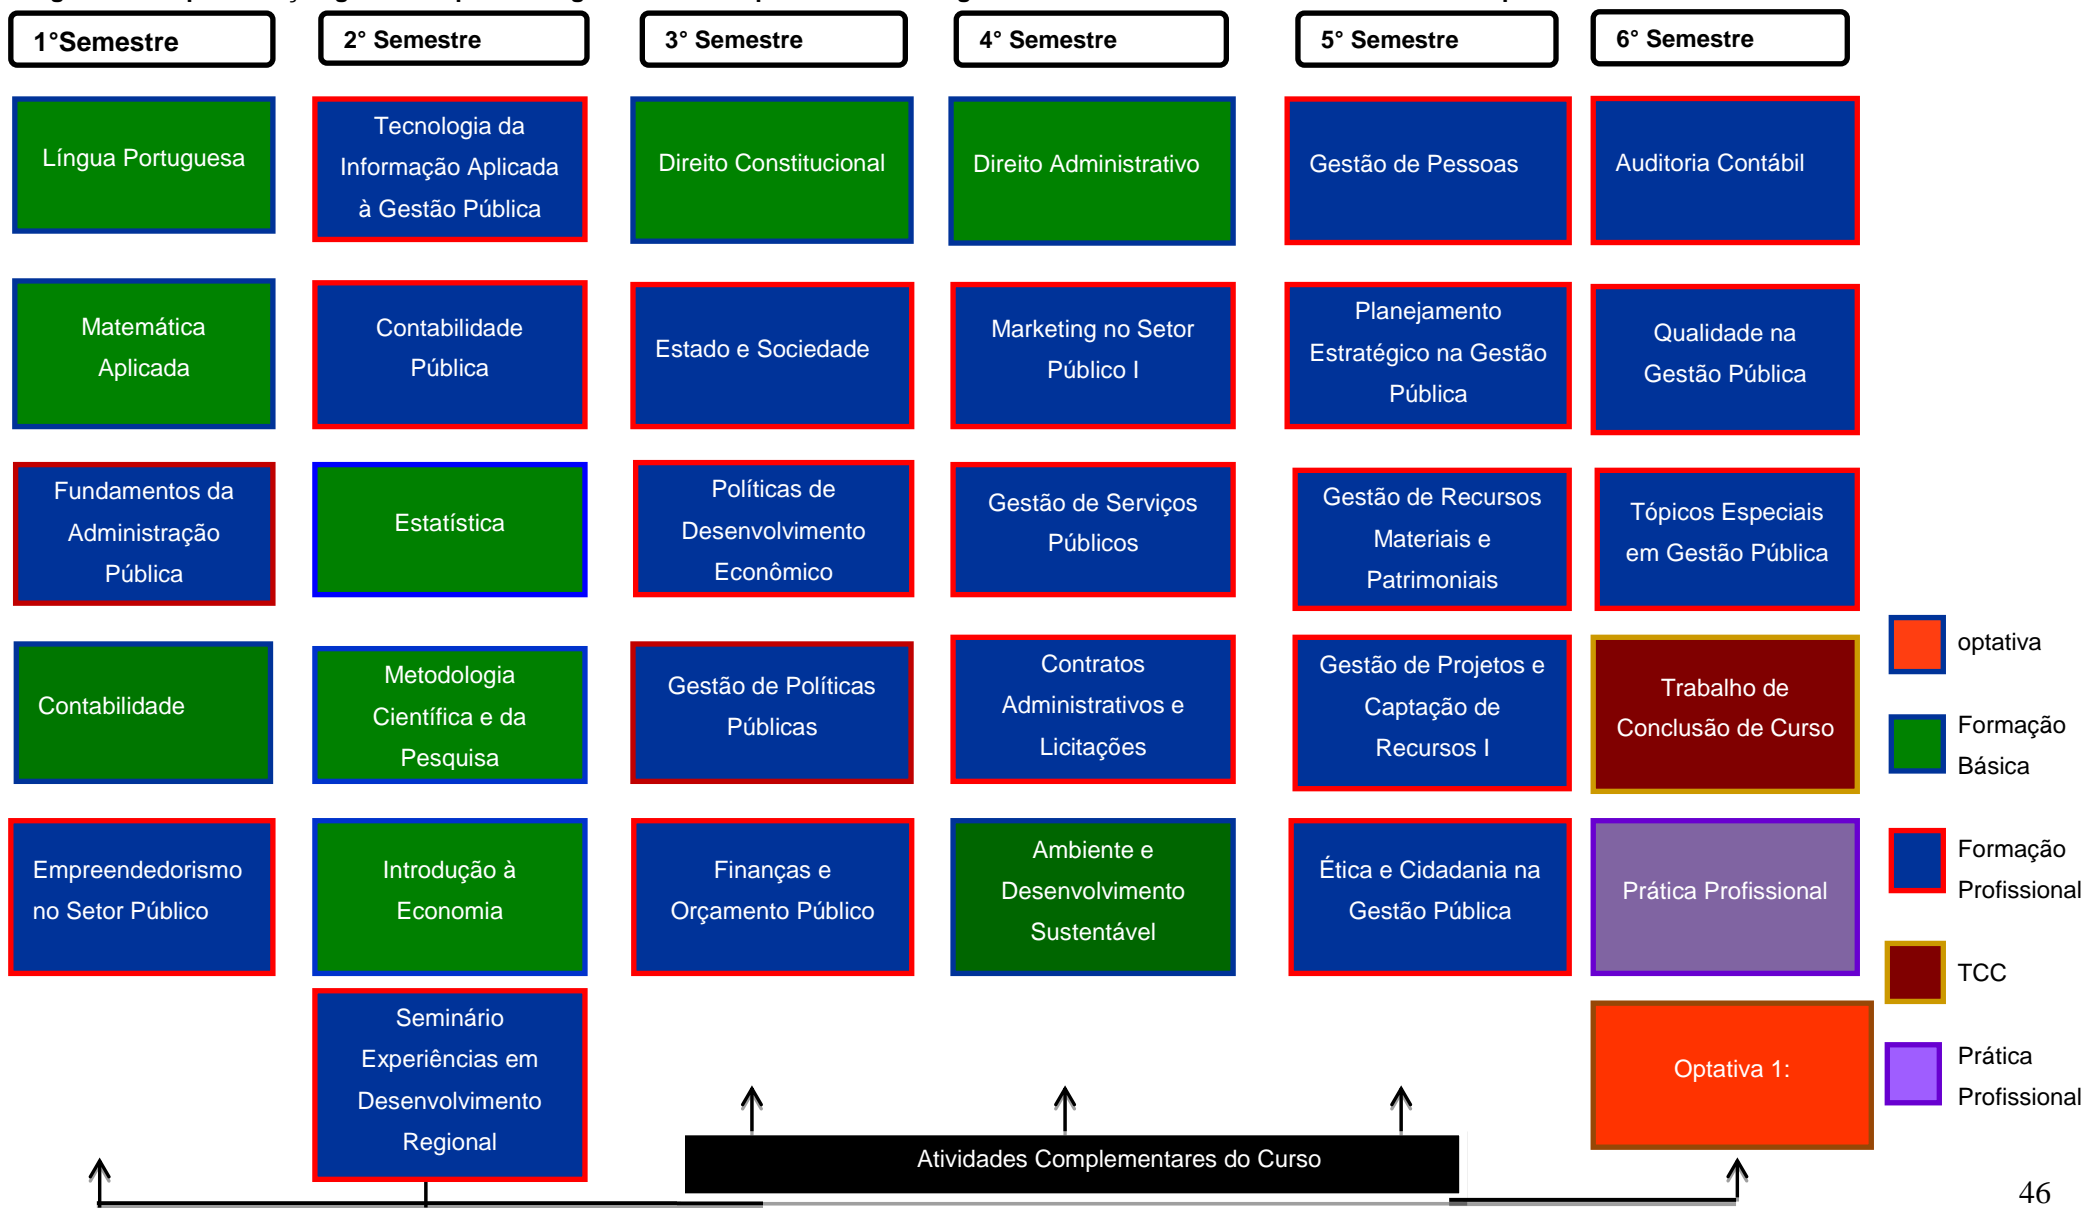 1°Semestre
2° Semestre
3° Semestre
4° Semestre
5° Semestre
6° Semestre
Língua Portuguesa
Tecnologia da
Informação Aplicada
à Gestão Pública
Direito Constitucional
Direito Administrativo
Gestão de Pessoas
Auditoria Contábil
Matemática
Aplicada
Contabilidade
Pública
Estado e Sociedade
Marketing no Setor
Público I
Planejamento
Estratégico na Gestão
Pública
Qualidade na
Gestão Pública
Fundamentos da
Administração
Pública
Estatística
Políticas de
Desenvolvimento
Econômico
Gestão de Serviços
Públicos
Gestão de Recursos
Materiais e
Patrimoniais
Tópicos Especiais
em Gestão Pública
Contabilidade
Metodologia
Científica e da
Pesquisa
Gestão de Políticas
Públicas
Contratos
Administrativos e
Licitações
Gestão de Projetos e
Captação de
Recursos I
Trabalho de
Conclusão de Curso
Empreendedorismo
no Setor Público
Introdução à
Economia
Finanças e
Orçamento Público
Ambiente e
Desenvolvimento
Sustentável
Ética e Cidadania na
Gestão Pública
Prática Profissional
Seminário
Experiências em
Desenvolvimento
Regional
Optativa 1:
Atividades Complementares do Curso
optativa
Formação
Básica
Formação
Profissional
TCC
Prática
Profissional
46